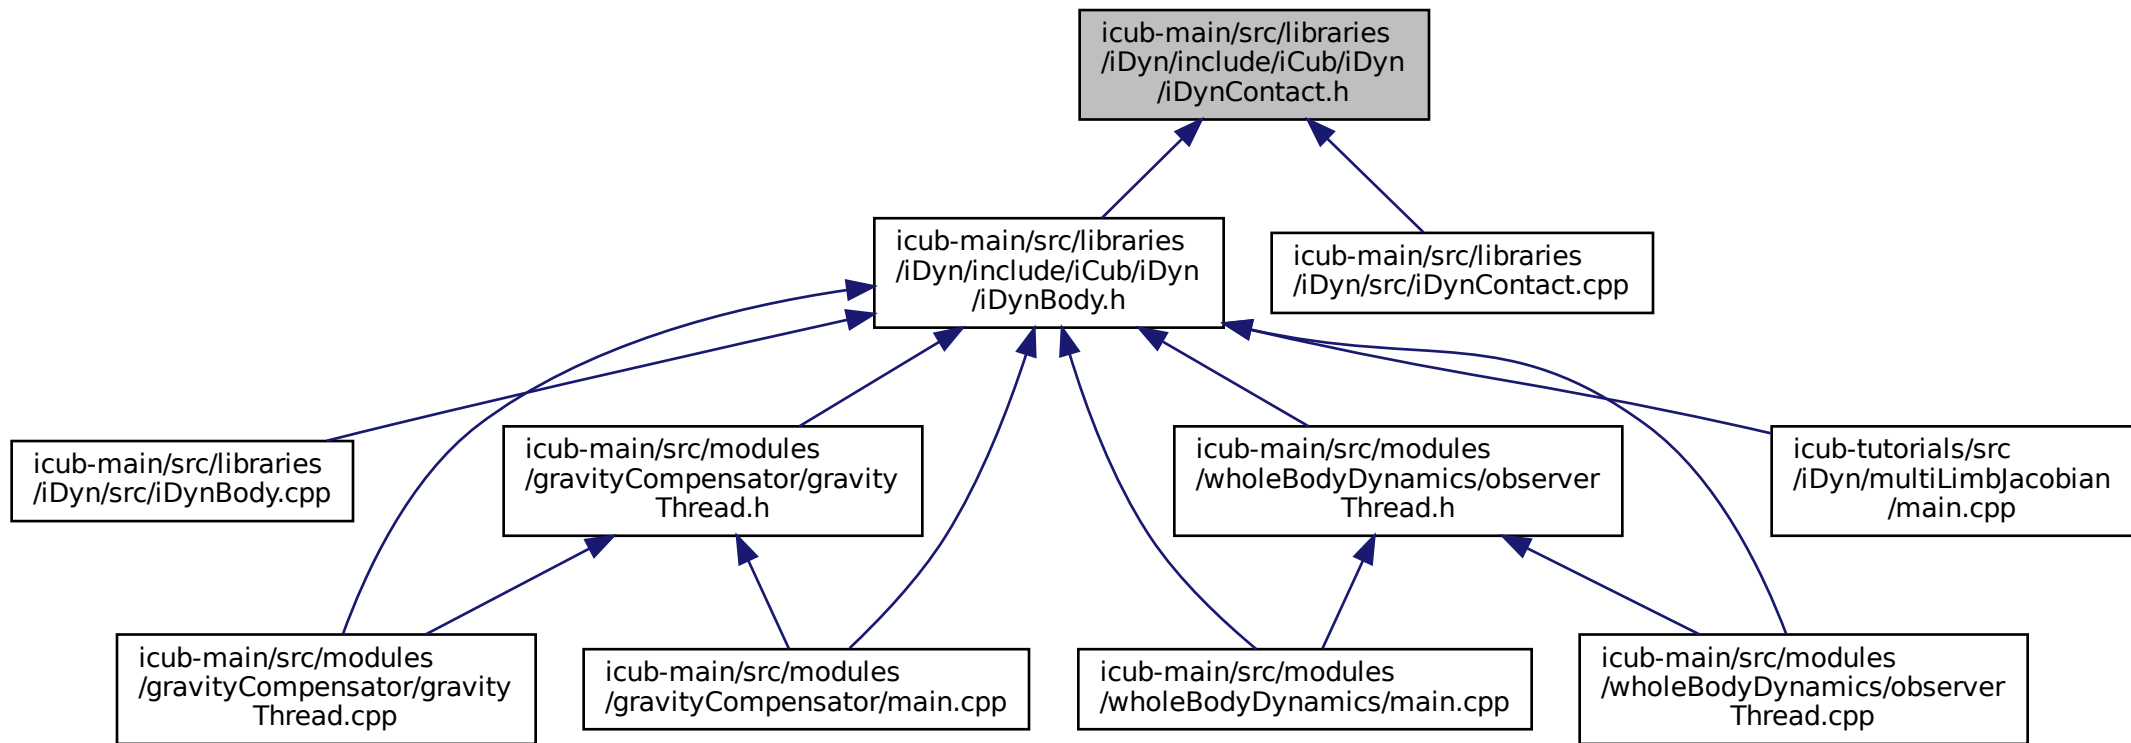 icub-main/src/libraries
/iDyn/include/iCub/iDyn
/iDynContact.h
icub-main/src/libraries
/iDyn/include/iCub/iDyn
/iDynBody.h
icub-main/src/libraries
/iDyn/src/iDynContact.cpp
icub-main/src/libraries
/iDyn/src/iDynBody.cpp
icub-main/src/modules
/gravityCompensator/gravity
Thread.h
icub-main/src/modules
/wholeBodyDynamics/observer
Thread.h
icub-tutorials/src
/iDyn/multiLimbJacobian
/main.cpp
icub-main/src/modules
/gravityCompensator/gravity
Thread.cpp
icub-main/src/modules
/gravityCompensator/main.cpp
icub-main/src/modules
/wholeBodyDynamics/main.cpp
icub-main/src/modules
/wholeBodyDynamics/observer
Thread.cpp